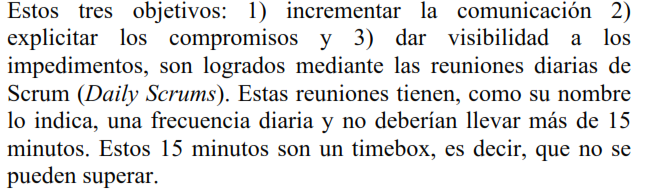 Estos tres objetivos: 1) incrementar la comunicación 2)
explicitar los compromisos y 3) dar visibilidad a los
impedimentos, son logrados mediante las reuniones diarias de
Scrum (Daily Scrums). Estas reuniones tienen, como su nombre
lo indica, una frecuencia diaria y no deberían llevar más de 15
minutos. Estos 15 minutos son un timebox, es decir, que no se
pueden superar.